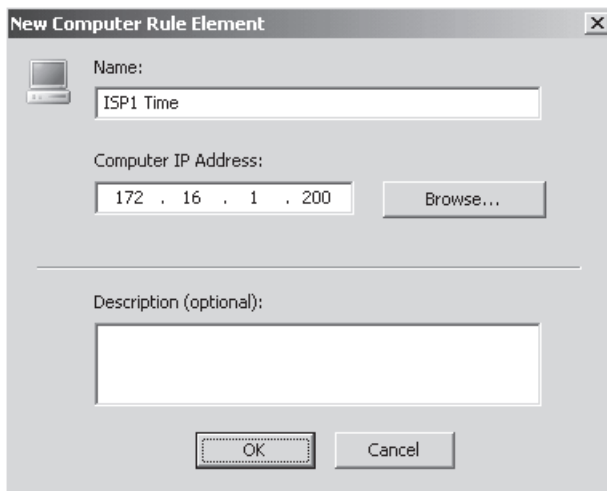 New Computer Rule Element
Name:
ISP1 Time
Computer IP Address:
172 . 16 . 1 . 200
Browse...
Description (optional):
OK
Cancel